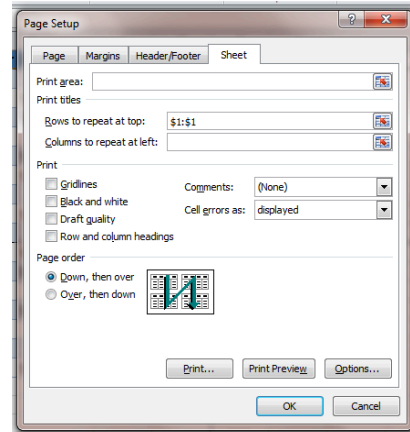 Page Setup
Page Margins Header/Footer Sheet
Print area:
Print titles
Rows to repeat at top: $1:$1
Columns to repeat at left:
Print
Gridlines
Black and white
Draft quality
Row and column headings
Comments: (None)
Cell errors as: displayed
Page order
Down, then over
Over, then down
Print... Print Preview Options...
OK Cancel